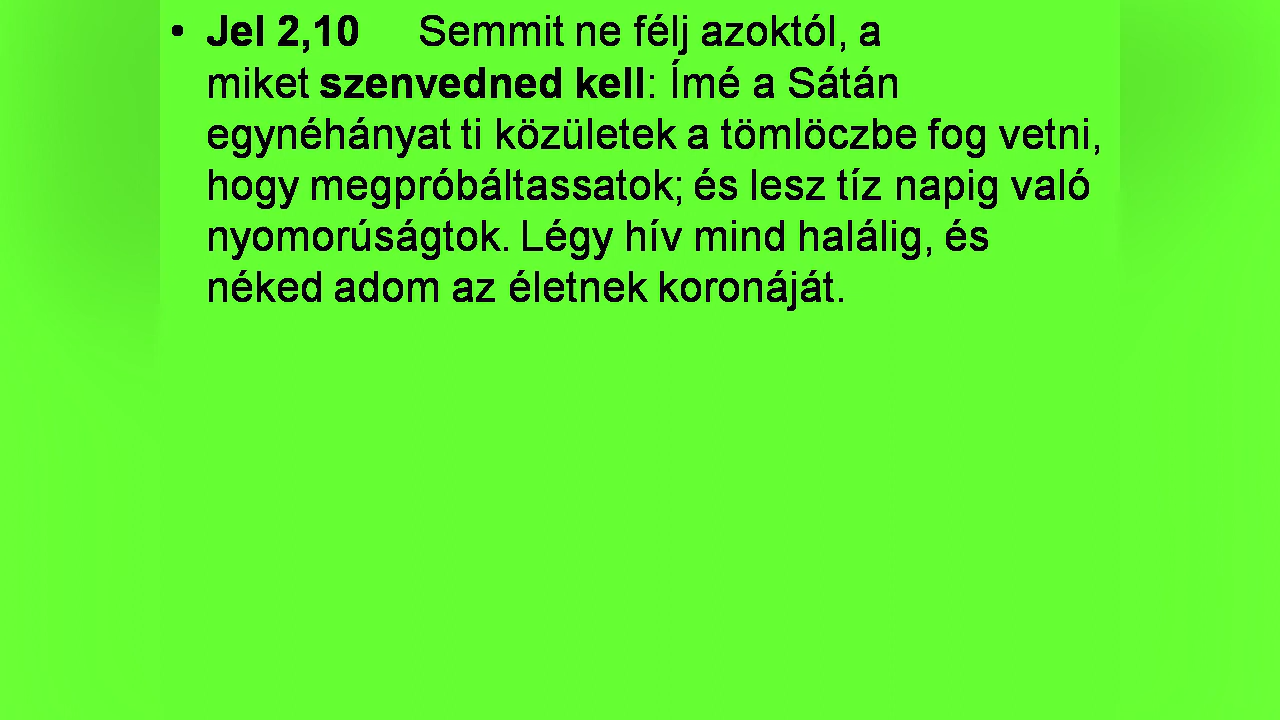 • Jel 2,10 Semmit ne félj azoktól, a
miket szenvedned kell: Ímé a Sátán
egynéhányat ti közületek a tömlöczbe fog vetni,
hogy megpróbáltassatok; és lesz tíz napig való
nyomorúságtok. Légy hív mind halálig, és
néked adom az életnek koronáját.